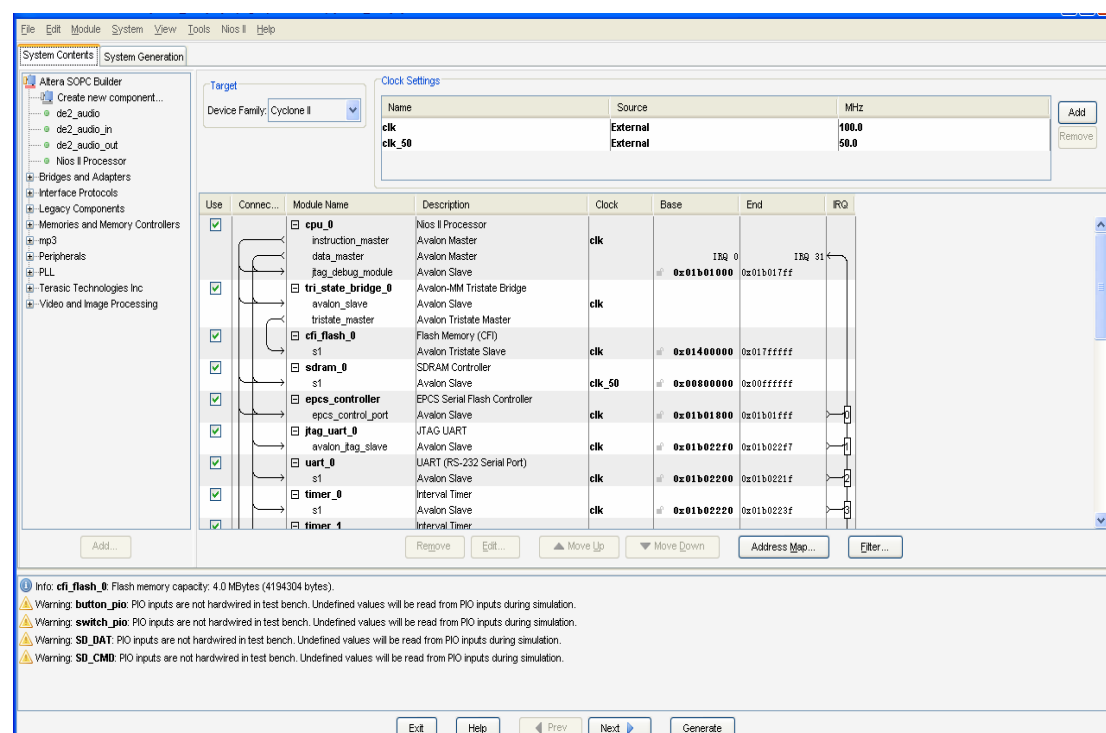 File Edit Module System View Tools Nios II Help
System Contents System Generation
Altera SOPC Builder
Create new component...
de2_audio
de2_audio_in
de2_audio_out
Nios II Processor
Bridges and Adapters
Interface Protocols
Legacy Components
Memories and Memory Controllers
mp3
Peripherals
PLL
Terasic Technologies Inc
Video and Image Processing
Add...
Target
Device Family: Cyclone II
Clock Settings
Name Source MHz
clk External 100.0
clk_50 External 50.0
Add
Remove
Use Connec... Module Name Description Clock Base End IRQ
cpu_0 Nios II Processor
instruction_master Avalon Master clk
data_master Avalon Master IRQ 0 IRQ 31
jtag_debug_module Avalon Slave 0x01b01000 0x01b017ff
tri_state_bridge_0 Avalon-MM Tristate Bridge
avalon_slave Avalon Slave clk
tristate_master Avalon Tristate Master
cfi_flash_0 Flash Memory (CFI)
s1 Avalon Tristate Slave clk 0x01400000 0x017fffff
sdram_0 SDRAM Controller
s1 Avalon Slave clk_50 0x00800000 0x00ffffff
epcs_controller EPCS Serial Flash Controller
epcs_control_port Avalon Slave clk 0x01b01800 0x01b01fff 0
jtag_uart_0 JTAG UART
avalon_jtag_slave Avalon Slave clk 0x01b022f0 0x01b022f7 1
uart_0 UART (RS-232 Serial Port)
s1 Avalon Slave clk 0x01b02200 0x01b0221f 2
timer_0 Interval Timer
s1 Avalon Slave clk 0x01b02220 0x01b0223f 3
timer_1 Interval Timer
Remove Edit... Move Up Move Down Address Map... Filter...
Info: cfi_flash_0: Flash memory capacity: 4.0 MBytes (4194304 bytes).
Warning: button_pio: PIO inputs are not hardwired in test bench. Undefined values will be read from PIO inputs during simulation.
Warning: switch_pio: PIO inputs are not hardwired in test bench. Undefined values will be read from PIO inputs during simulation.
Warning: SD_DAT: PIO inputs are not hardwired in test bench. Undefined values will be read from PIO inputs during simulation.
Warning: SD_CMD: PIO inputs are not hardwired in test bench. Undefined values will be read from PIO inputs during simulation.
Exit Help Prev Next Generate